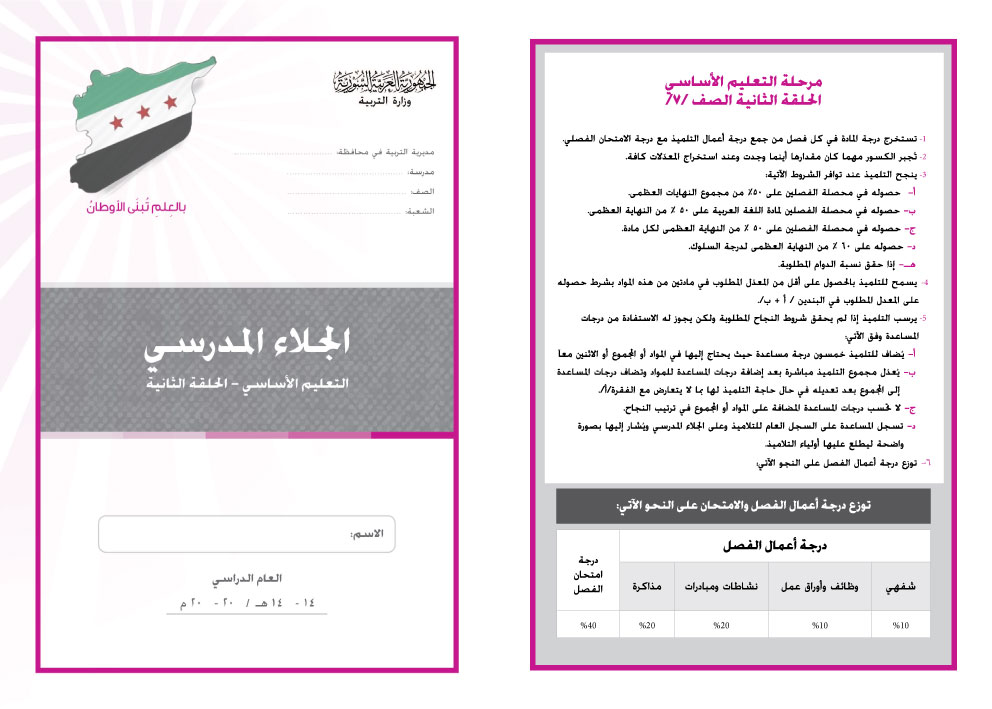 مرحلة التعليم الأساسي
الحلقة الثانية الصف /٧/
1- تستخرج درجة المادة في كل فصل من جمع درجة أعمال التلميذ مع درجة الامتحان الفصلي.
2- تُجبر الكسور مهما كان مقدارها أينما وجدت وعند استخراج المعدلات كافة.
3- ينجح التلميذ عند توافر الشروط الآتية:
أ- حصوله في محصلة الفصلين على ٥٠٪ من مجموع النهايات العظمى.
ب- حصوله في محصلة الفصلين لمادة اللغة العربية على ٥٠ ٪ من النهاية العظمى.
ج- حصوله في محصلة الفصلين على ٥٠ ٪ من النهاية العظمى لكل مادة.
د- حصوله على ٦٠ ٪ من النهاية العظمى لدرجة السلوك.
هـ- إذا حقق نسبة الدوام المطلوبة.
4- يسمح للتلميذ بالحصول على أقل من المعدل المطلوب في مادتين من هذه المواد بشرط حصوله
على المعدل المطلوب في البندين / أ + ب/.
5- يرسب التلميذ إذا لم يحقق شروط النجاح المطلوبة ولكن يجوز له الاستفادة من درجات
المساعدة وفق الآتي:
أ- يُضاف للتلميذ خمسون درجة مساعدة حيث يحتاج إليها في المواد أو المجموع أو الاثنين معاً
ب- يُعدّل مجموع التلميذ مباشرة بعد إضافة درجات المساعدة للمواد وتضاف درجات المساعدة
إلى المجموع بعد تعديله في حال حاجة التلميذ لها بما لا يتعارض مع الفقرة/أ/.
ج- لا تحسب درجات المساعدة المضافة على المواد أو المجموع في ترتيب النجاح.
د- تسجل المساعدة على السجل العام للتلاميذ وعلى الجلاء المدرسي ويُشار إليها بصورة
واضحة ليطلع عليها أولياء التلاميذ.
٦- توزع درجة أعمال الفصل على النحو الآتي:
توزع درجة أعمال الفصل والامتحان على النحو الآتي:
درجة أعمال الفصل
درجة امتحان الفصل
شفهي
وظائف وأوراق عمل
نشاطات ومبادرات
مذاكرة
%10
%10
%20
%20
%40
الجمهورية العربية السورية
وزارة التربية
مديرية التربية في محافظة:
مدرسة:
الصف:
الشعبة:
بالعِلمِ تُبنَى الأوطانُ
الجلاء المدرسي
التعليم الأساسي - الحلقة الثانية
الاسم:
العام الدراسي
١٤ - ١٤ هـ / ٢٠ - ٢٠ م